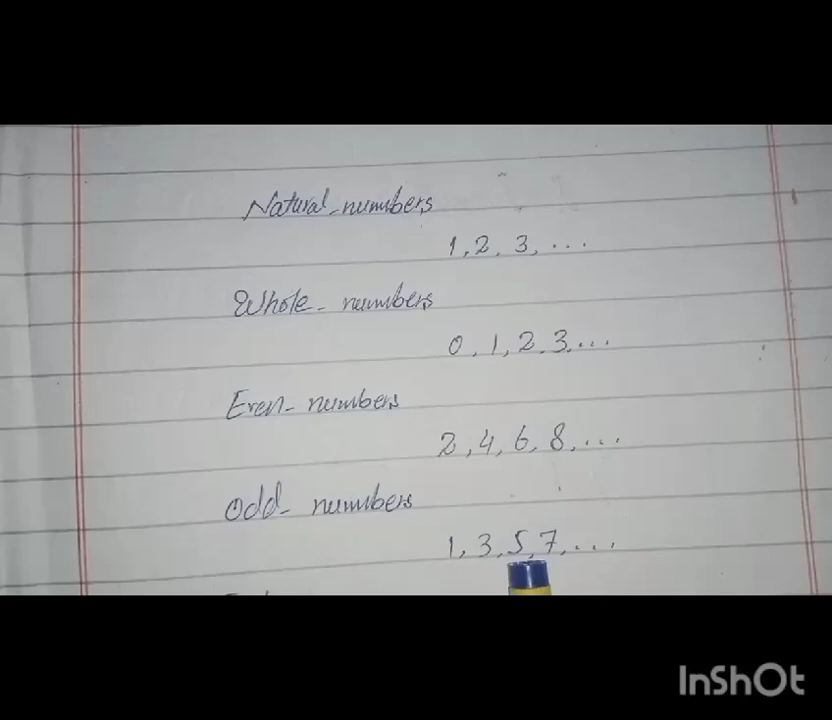 Natural-numbers
1, 2, 3, ...
Whole- numbers
0, 1, 2, 3, ...
Even- numbers
2, 4, 6, 8, ...
Odd- numbers
1, 3, 5, 7, ...
InShOt